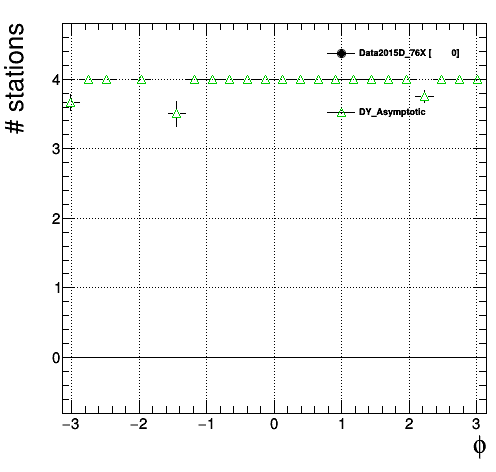 # stations
Data2015D_76X [ 0]
DY_Asymptotic
4
3
2
1
0
−3 −2 −1 0 1 2 3
ϕ